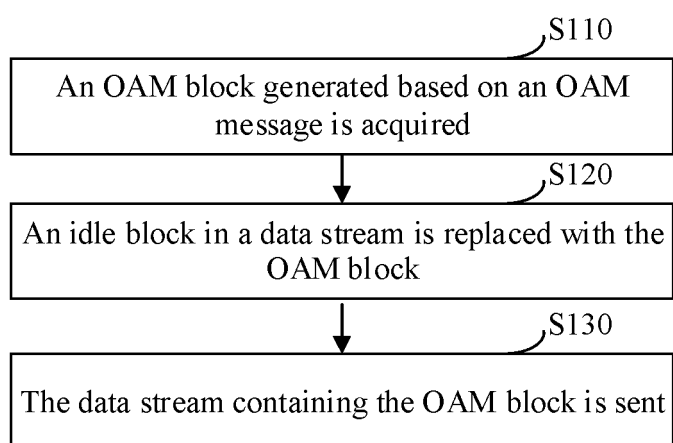 S110
An OAM block generated based on an OAM
message is acquired
S120
An idle block in a data stream is replaced with the
OAM block
S130
The data stream containing the OAM block is sent